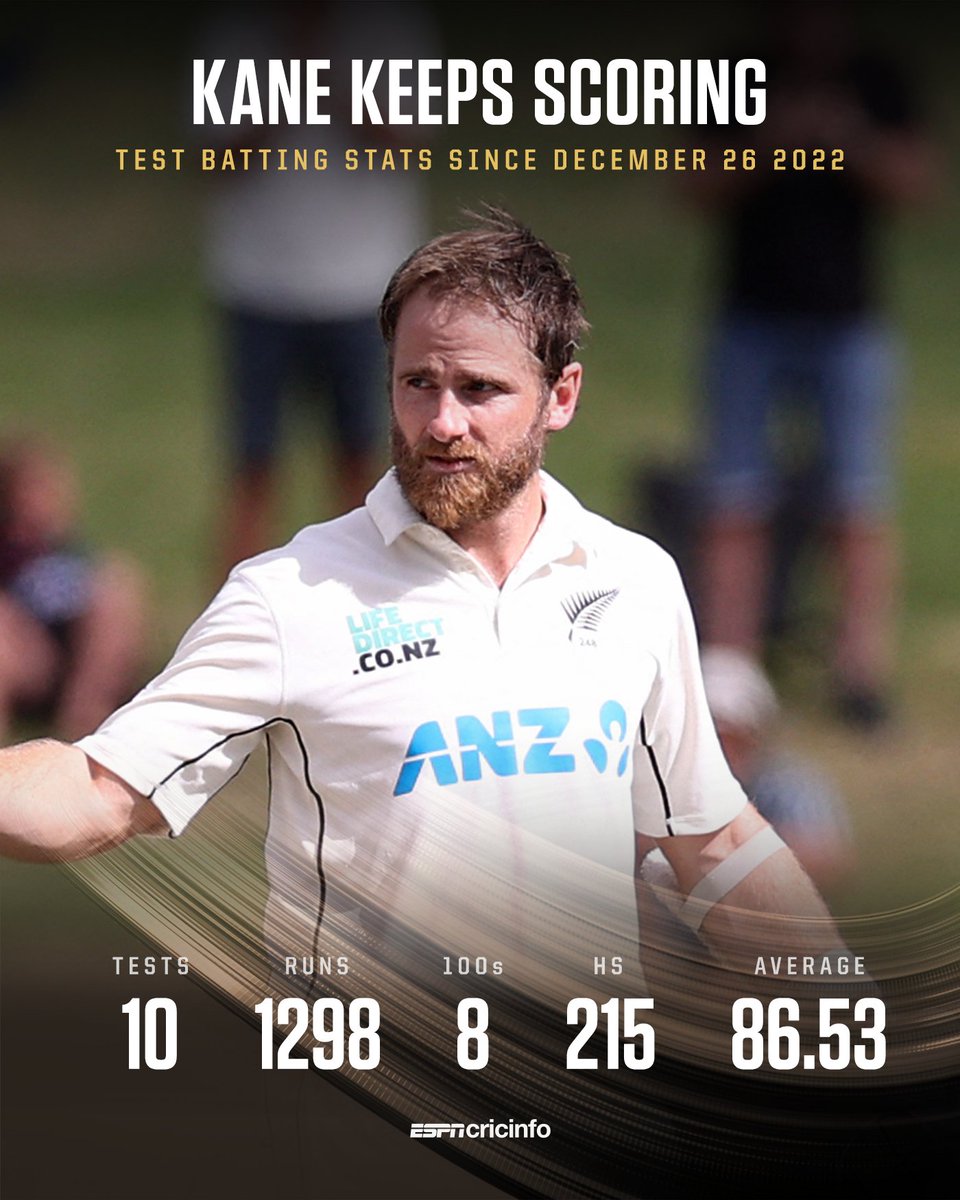 KANE KEEPS SCORING
TEST BATTING STATS SINCE DECEMBER 26 2022
LIFE
DIRECT
.CO.NZ
248
ANZ
TESTS RUNS 100s HS AVERAGE
10 1298 8 215 86.53
ESPNcricinfo